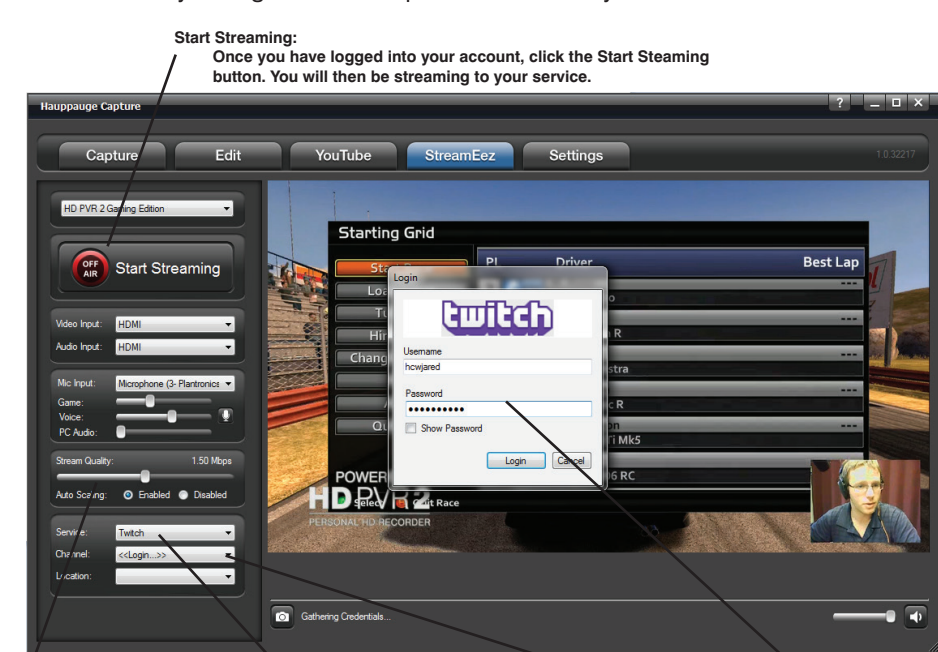 Start Streaming:
Once you have logged into your account, click the Start Steaming
button. You will then be streaming to your service.
Hauppauge Capture
?
Capture Edit YouTube StreamEez Settings 1.0.32217
HD PVR 2 Gaming Edition
OFF
AIR
Start Streaming
Video Input: HDMI
Audio Input: HDMI
Mic Input: Microphone (3- Plantronics
Game:
Voice:
PC Audio:
Stream Quality: 1.50 Mbps
Auto Scaling: Enabled Disabled
Service: Twitch
Channel: <<Login...>>
Location:
Starting Grid
Driver Best Lap
---
---
---
---
---
Login
twitch
Username
hcwjared
Password
••••••••••
Show Password
Login Cancel
Ti Mk5
HD PVR 2
Race
PERSONAL HD RECORDER
Gathering Credentials...